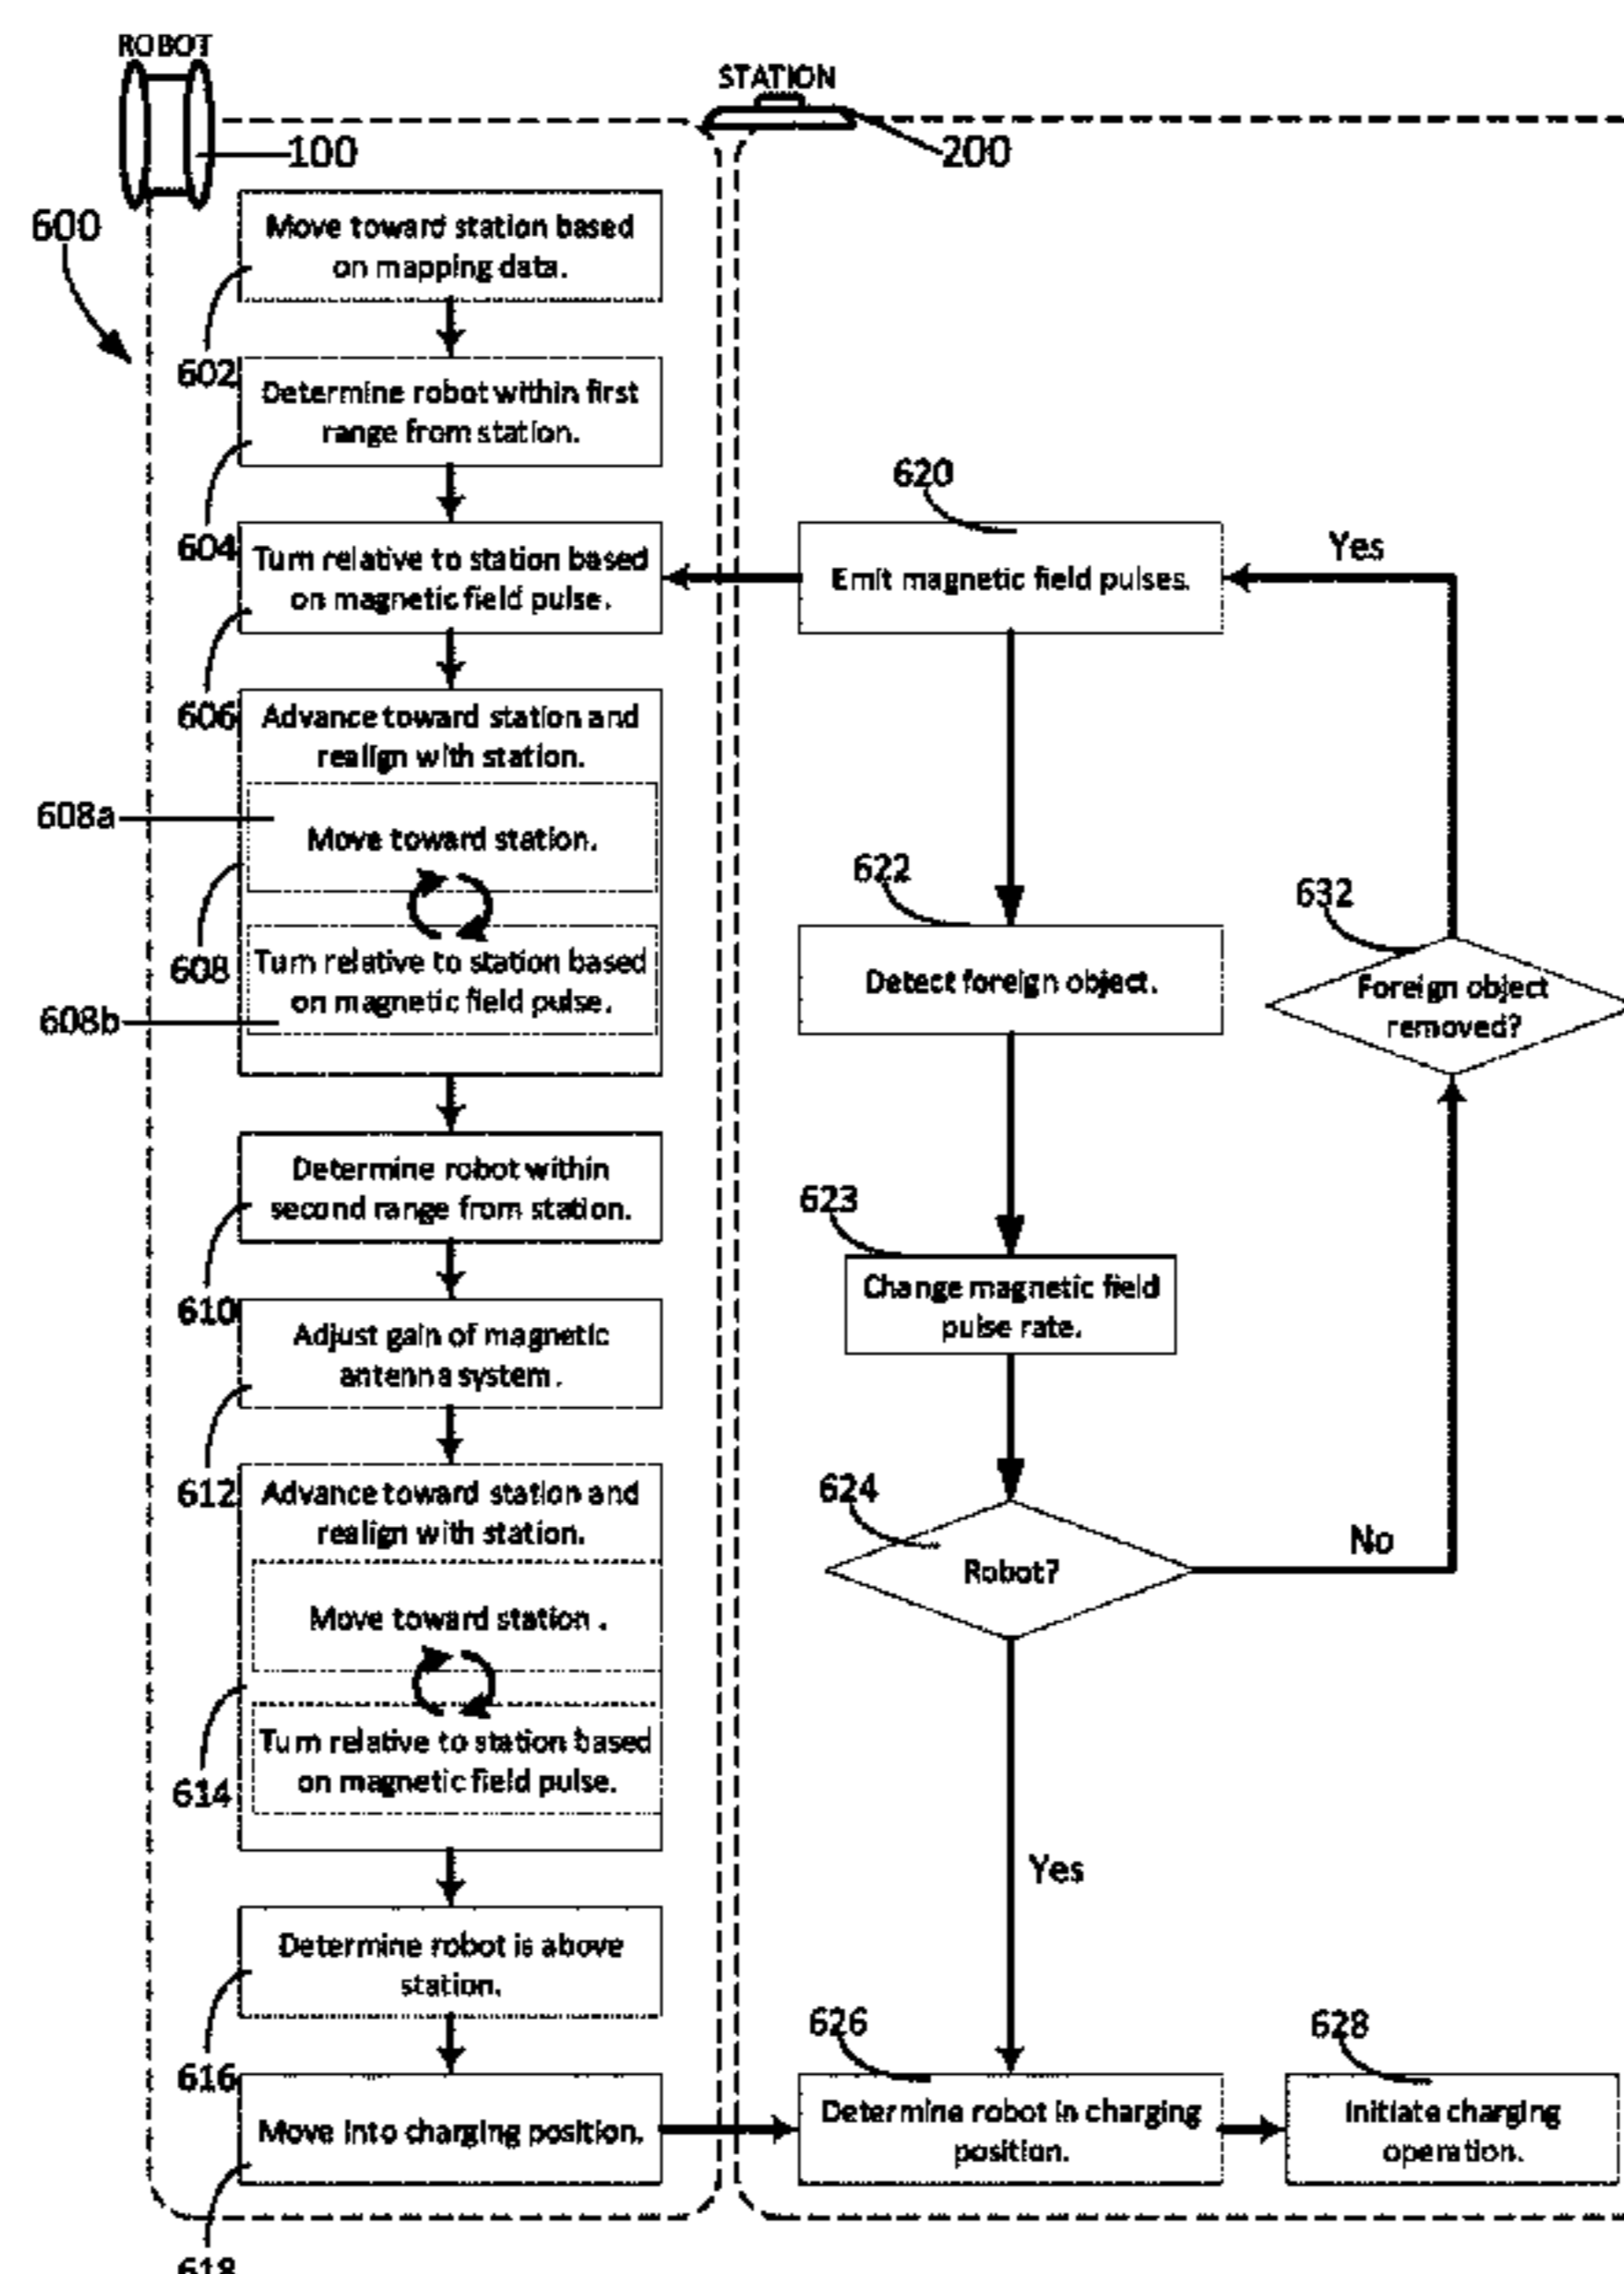 ROBOT
STATION
100
200
600
Move toward station based
on mapping data.
602
Determine robot within first
range from station.
604
Turn relative to station based
on magnetic field pulse.
606
Advance toward station and
realign with station.
608a
Move toward station.
608
Turn relative to station based
on magnetic field pulse.
608b
Determine robot within
second range from station.
610
Adjust gain of magnetic
antenna system.
612
Advance toward station and
realign with station.
Move toward station .
Turn relative to station based
on magnetic field pulse.
614
Determine robot is above
station.
616
Move into charging position.
618
620
Emit magnetic field pulses.
Yes
622
Detect foreign object.
632
Foreign object
removed?
623
Change magnetic field
pulse rate.
624
Robot?
No
Yes
626
Determine robot in charging
position.
628
Initiate charging
operation.